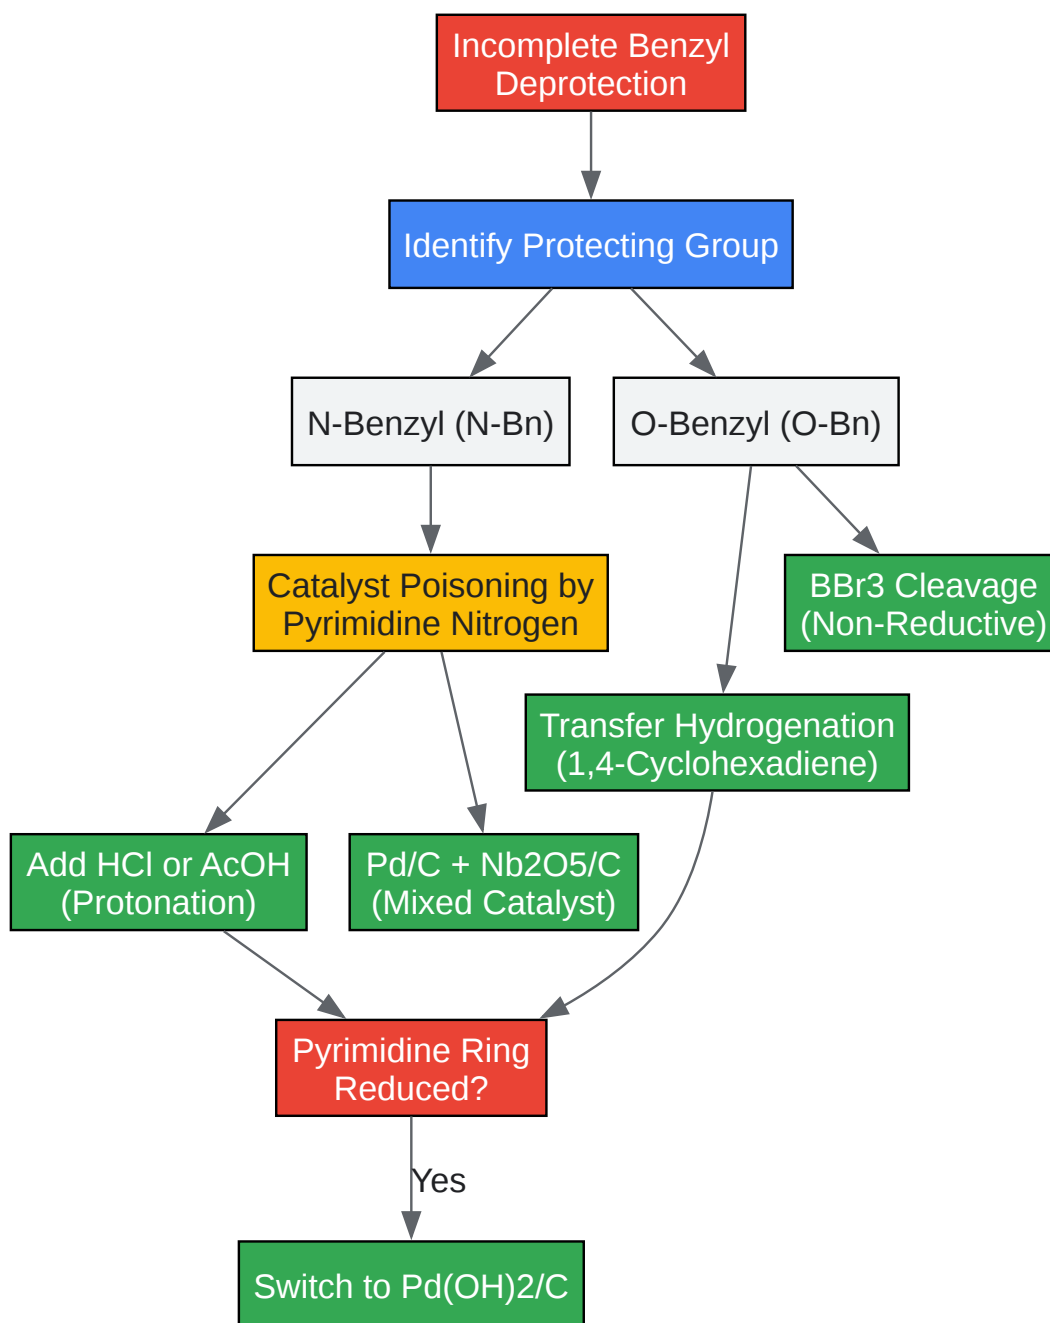 Incomplete Benzyl
Deprotection
Identify Protecting Group
N-Benzyl (N-Bn)
O-Benzyl (O-Bn)
Catalyst Poisoning by
Pyrimidine Nitrogen
BBr3 Cleavage
(Non-Reductive)
Transfer Hydrogenation
(1,4-Cyclohexadiene)
Add HCl or AcOH
(Protonation)
Pd/C + Nb2O5/C
(Mixed Catalyst)
Pyrimidine Ring
Reduced?
Yes
Switch to Pd(OH)2/C